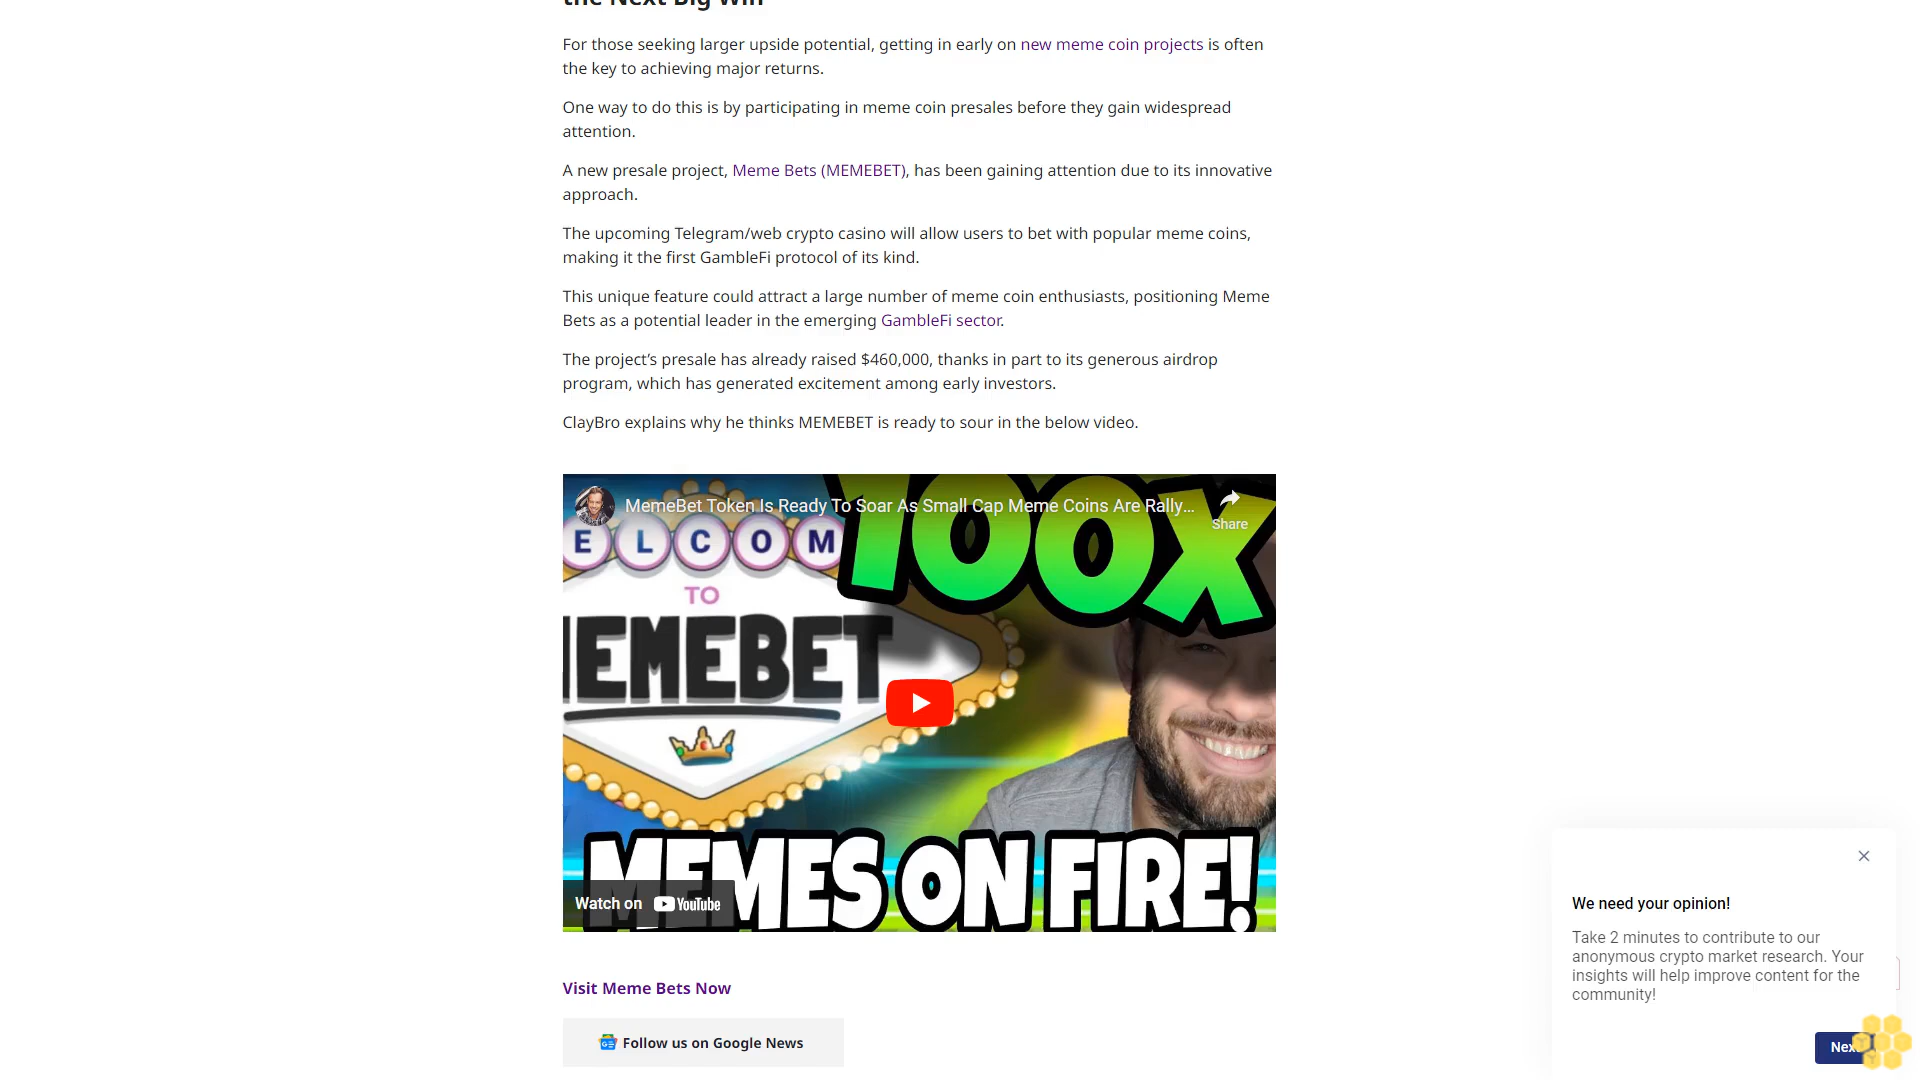 the Next Big Win
For those seeking larger upside potential, getting in early on new meme coin projects is often
the key to achieving major returns.
One way to do this is by participating in meme coin presales before they gain widespread
attention.
A new presale project, Meme Bets (MEMEBET), has been gaining attention due to its innovative
approach.
The upcoming Telegram/web crypto casino will allow users to bet with popular meme coins,
making it the first GambleFi protocol of its kind.
This unique feature could attract a large number of meme coin enthusiasts, positioning Meme
Bets as a potential leader in the emerging GambleFi sector.
The project’s presale has already raised $460,000, thanks in part to its generous airdrop
program, which has generated excitement among early investors.
ClayBro explains why he thinks MEMEBET is ready to sour in the below video.
MemeBet Token Is Ready To Soar As Small Cap Meme Coins Are Rally...
Share
100X
ELCOM
TO
MEMEBET
MEMES ON FIRE!
Watch on YouTube
Visit Meme Bets Now
Follow us on Google News
We need your opinion!
Take 2 minutes to contribute to our
anonymous crypto market research. Your
insights will help improve content for the
community!